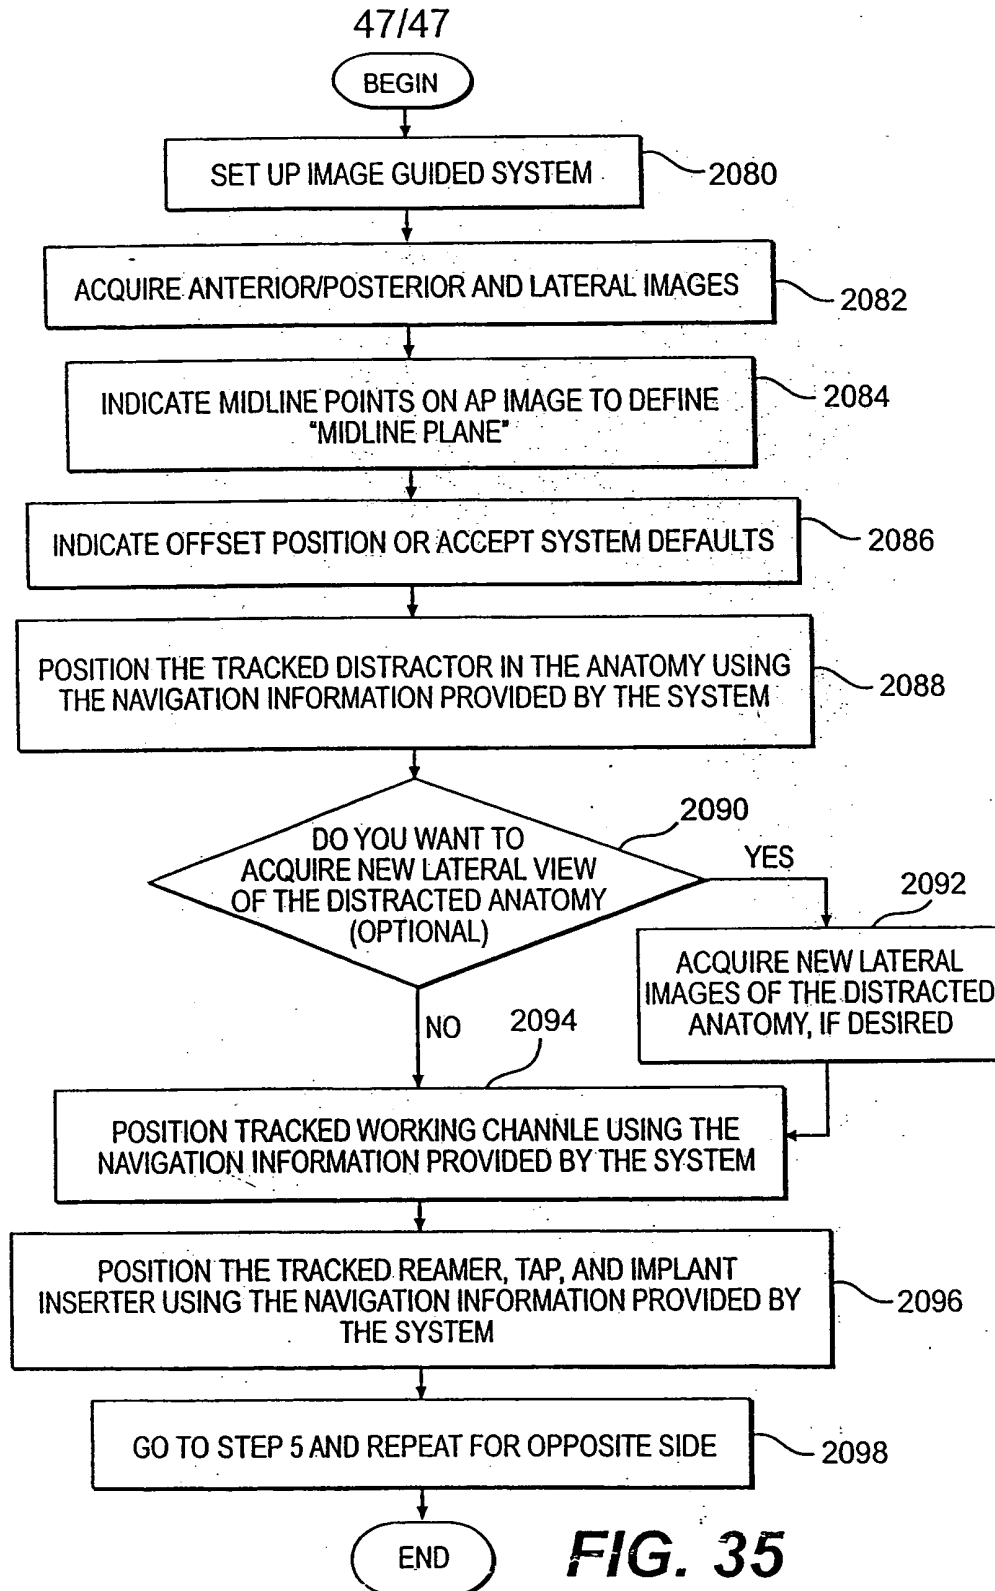 47/47
BEGIN
SET UP IMAGE GUIDED SYSTEM
2080
ACQUIRE ANTERIOR/POSTERIOR AND LATERAL IMAGES
2082
INDICATE MIDLINE POINTS ON AP IMAGE TO DEFINE
"MIDLINE PLANE"
2084
INDICATE OFFSET POSITION OR ACCEPT SYSTEM DEFAULTS
2086
POSITION THE TRACKED DISTRACTOR IN THE ANATOMY USING
THE NAVIGATION INFORMATION PROVIDED BY THE SYSTEM
2088
DO YOU WANT TO
ACQUIRE NEW LATERAL VIEW
OF THE DISTRACTED ANATOMY
(OPTIONAL)
2090
YES
2092
ACQUIRE NEW LATERAL
IMAGES OF THE DISTRACTED
ANATOMY, IF DESIRED
NO
2094
POSITION TRACKED WORKING CHANNLE USING THE
NAVIGATION INFORMATION PROVIDED BY THE SYSTEM
POSITION THE TRACKED REAMER, TAP, AND IMPLANT
INSERTER USING THE NAVIGATION INFORMATION PROVIDED BY
THE SYSTEM
2096
GO TO STEP 5 AND REPEAT FOR OPPOSITE SIDE
2098
END
FIG. 35